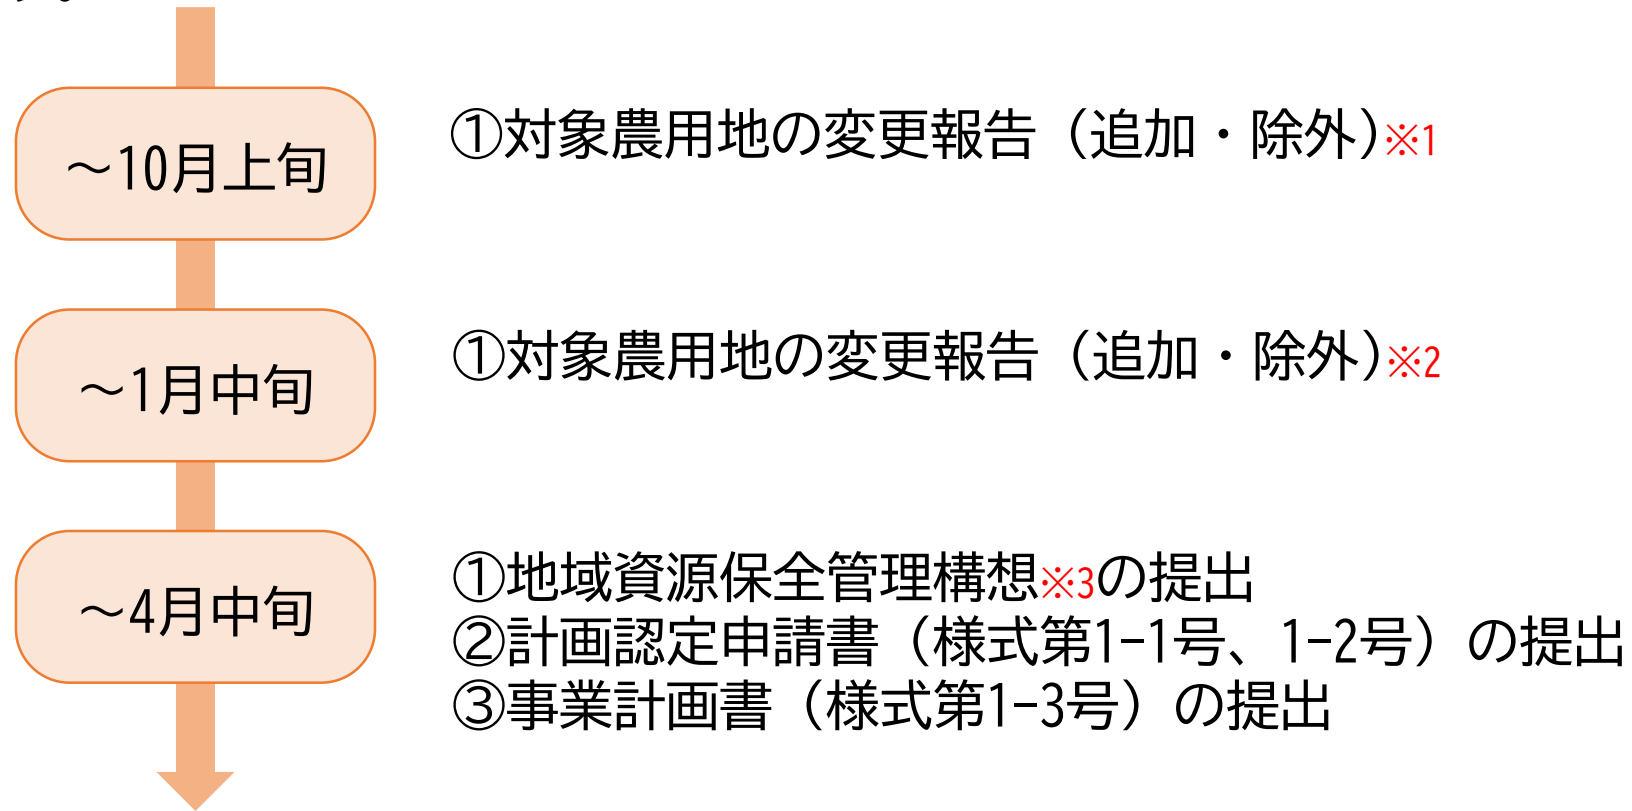 ～10月上旬
①対象農用地の変更報告（追加・除外）※1
～1月中旬
①対象農用地の変更報告（追加・除外）※2
～4月中旬
①地域資源保全管理構想※3の提出
②計画認定申請書（様式第1-1号、1-2号）の提出
③事業計画書（様式第1-3号）の提出